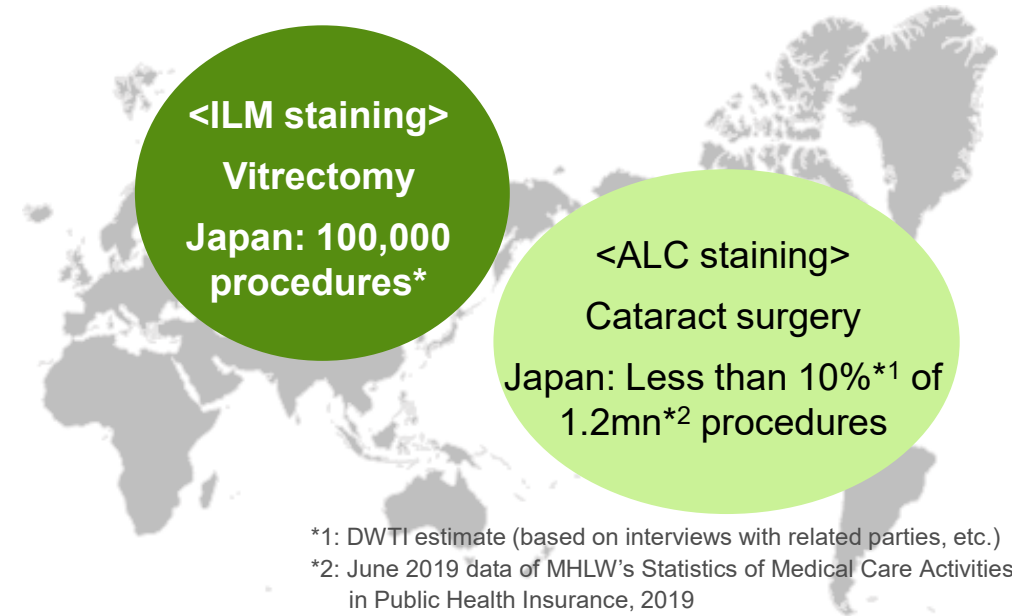 <ILM staining>
Vitrectomy
Japan: 100,000
procedures*
<ALC staining>
Cataract surgery
Japan: Less than 10%*1 of
1.2mn*2 procedures
*1: DWTI estimate (based on interviews with related parties, etc.)
*2: June 2019 data of MHLW's Statistics of Medical Care Activities
in Public Health Insurance, 2019